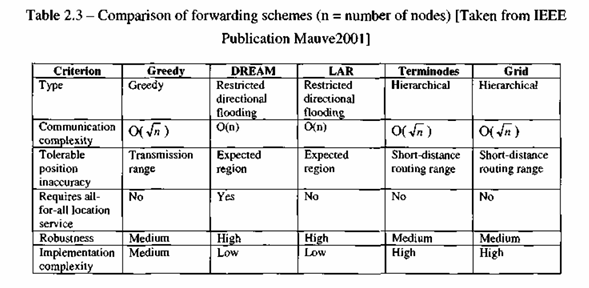 Table 2.3 – Comparison of forwarding schemes (n = number of nodes) [Taken from IEEE
Publication Mauve2001]
Criterion Greedy DREAM LAR Terminodes Grid
Type Greedy Restricted directional flooding Restricted directional flooding Hierarchical Hierarchical
Communication complexity O(√n) O(n) O(n) O(√n) O(√n)
Tolerable position inaccuracy Transmission range Expected region Expected region Short-distance routing range Short-distance routing range
Requires all-for-all location service No Yes No No No
Robustness Medium High High Medium Medium
Implementation complexity Medium Low Low High High